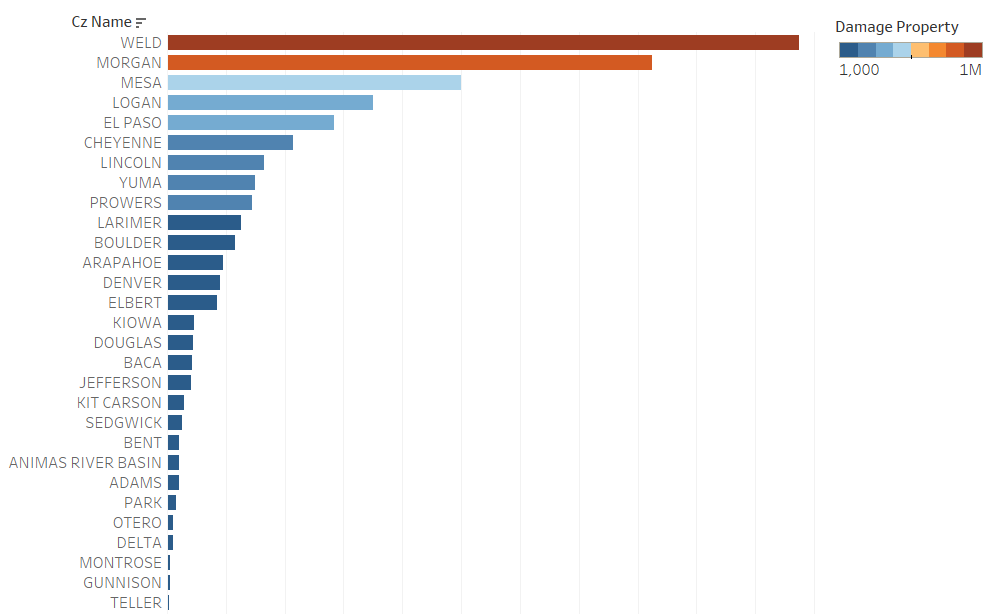 Cz Name
WELD
MORGAN
MESA
LOGAN
EL PASO
CHEYENNE
LINCOLN
YUMA
PROWERS
LARIMER
BOULDER
ARAPAHOE
DENVER
ELBERT
KIOWA
DOUGLAS
BACA
JEFFERSON
KIT CARSON
SEDGWICK
BENT
ANIMAS RIVER BASIN
ADAMS
PARK
OTERO
DELTA
MONTROSE
GUNNISON
TELLER
Damage Property
1,000 1M